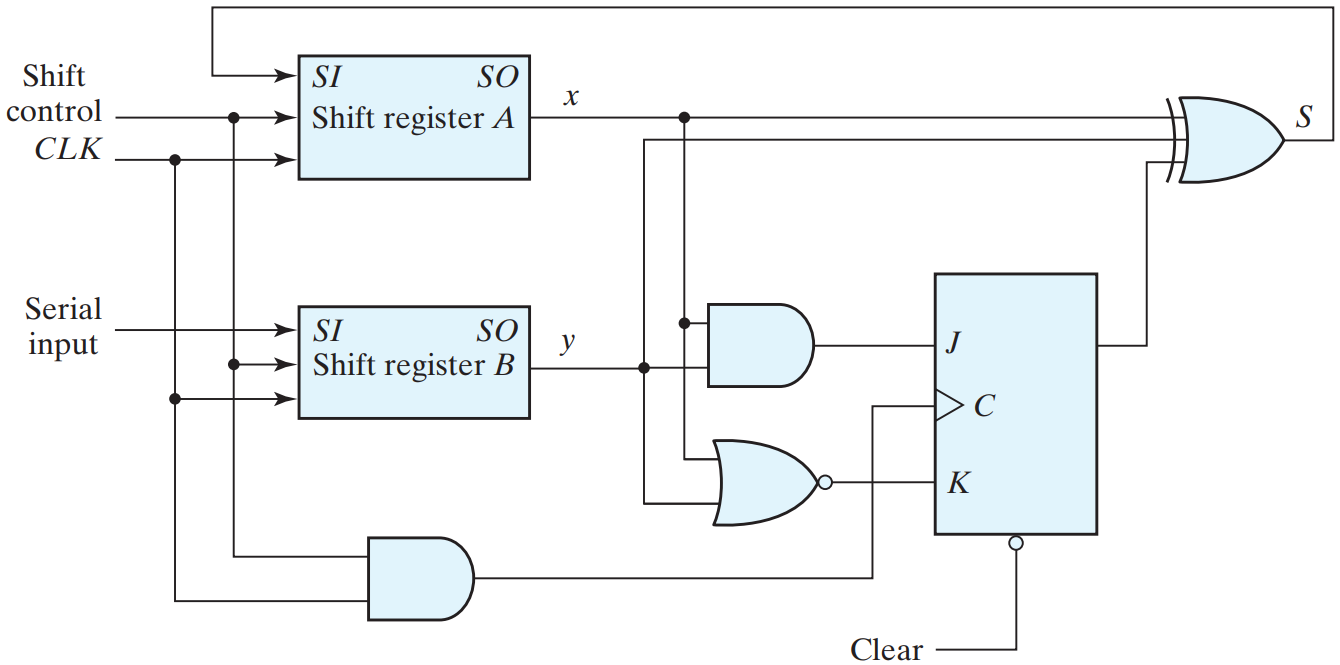 Shift
control
CLK
SI SO
Shift register A
x
S
Serial
input
SI SO
Shift register B
y
J
C
K
Clear